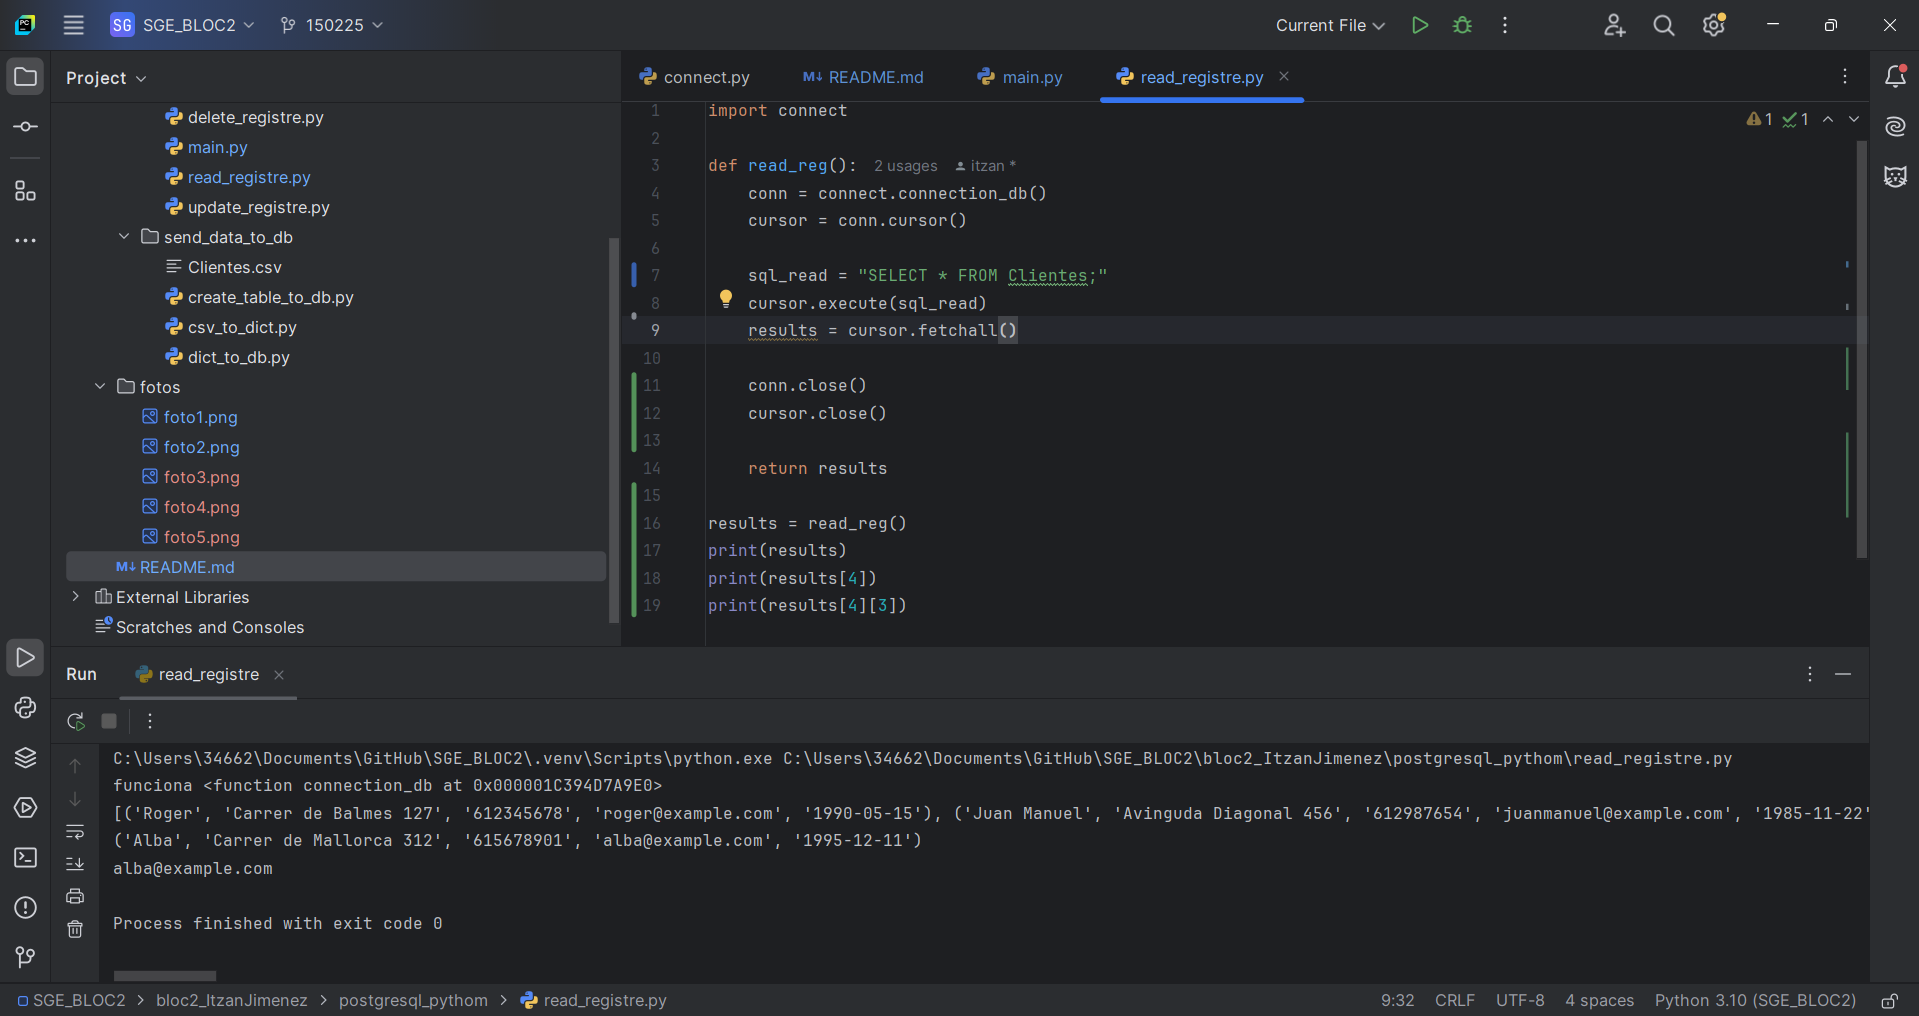 SG SGE_BLOC2 150225 Current File
Project
delete_registre.py
main.py
read_registre.py
update_registre.py
send_data_to_db
Clientes.csv
create_table_to_db.py
csv_to_dict.py
dict_to_db.py
fotos
foto1.png
foto2.png
foto3.png
foto4.png
foto5.png
M↓ README.md
External Libraries
Scratches and Consoles
connect.py M↓ README.md main.py read_registre.py
1 1
1 import connect
2
3 def read_reg(): 2 usages itzan *
4 conn = connect.connection_db()
5 cursor = conn.cursor()
6
7 sql_read = "SELECT * FROM Clientes;"
8 cursor.execute(sql_read)
9 results = cursor.fetchall()
10
11 conn.close()
12 cursor.close()
13
14 return results
15
16 results = read_reg()
17 print(results)
18 print(results[4])
19 print(results[4][3])
Run read_registre
C:\Users\34662\Documents\GitHub\SGE_BLOC2\.venv\Scripts\python.exe C:\Users\34662\Documents\GitHub\SGE_BLOC2\bloc2_ItzanJimenez\postgresql_pythom\read_registre.py
funciona <function connection_db at 0x000001C394D7A9E0>
[('Roger', 'Carrer de Balmes 127', '612345678', 'roger@example.com', '1990-05-15'), ('Juan Manuel', 'Avinguda Diagonal 456', '612987654', 'juanmanuel@example.com', '1985-11-22'
('Alba', 'Carrer de Mallorca 312', '615678901', 'alba@example.com', '1995-12-11')
alba@example.com
Process finished with exit code 0
SGE_BLOC2 > bloc2_ItzanJimenez > postgresql_pythom > read_registre.py 9:32 CRLF UTF-8 4 spaces Python 3.10 (SGE_BLOC2)